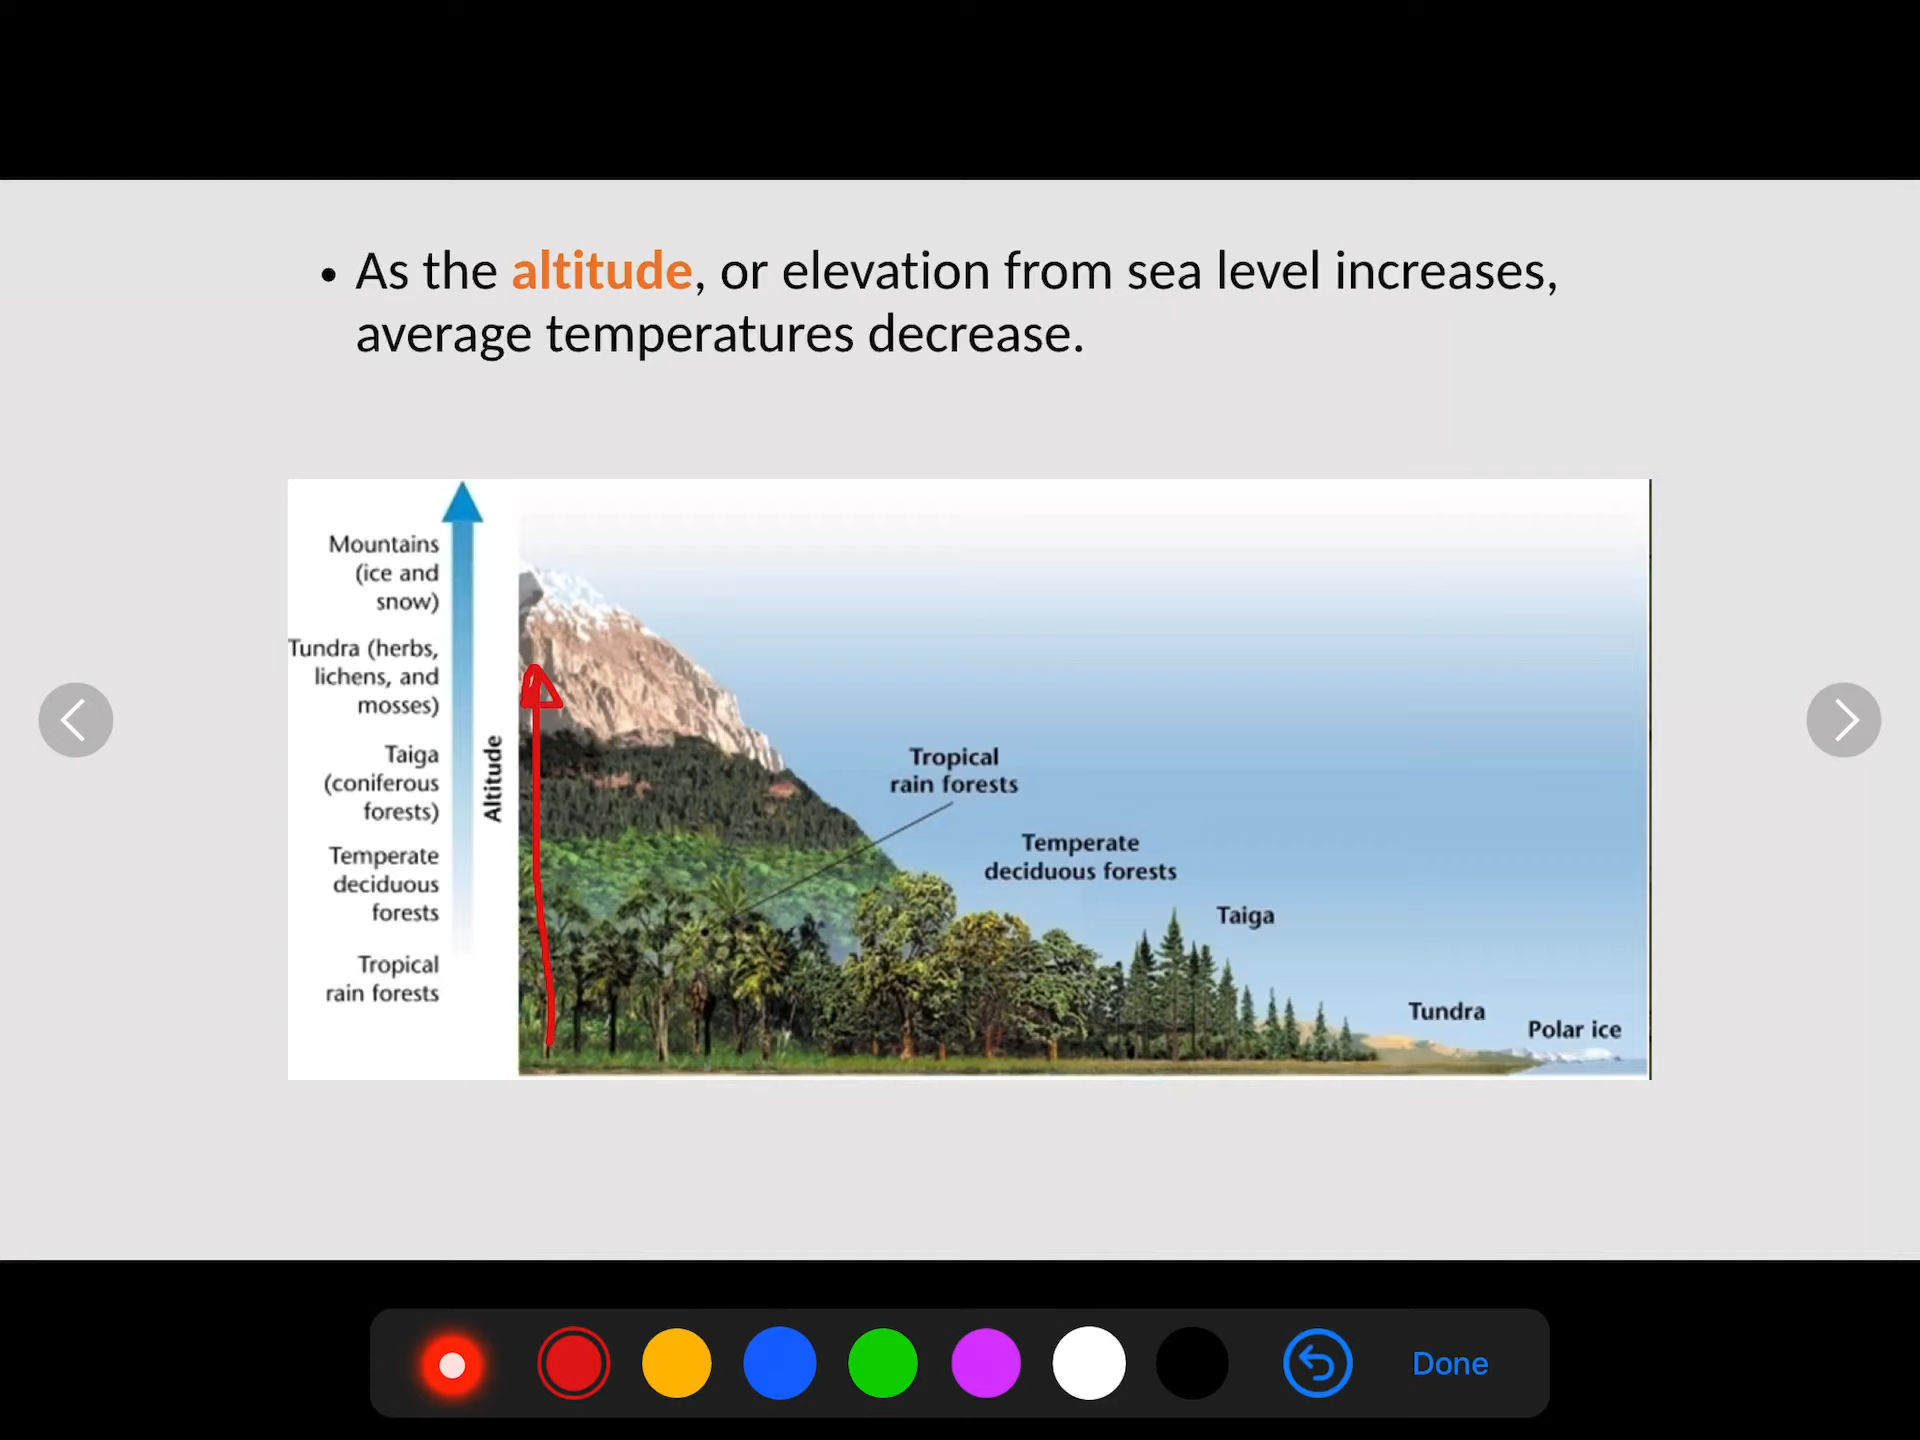 • As the altitude, or elevation from sea level increases,
average temperatures decrease.
Mountains
(ice and
snow)
Tundra (herbs,
lichens, and
mosses)
Taiga
(coniferous
forests)
Temperate
deciduous
forests
Tropical
rain forests
Altitude
Tropical
rain forests
Temperate
deciduous forests
Taiga
Tundra
Polar ice
Done